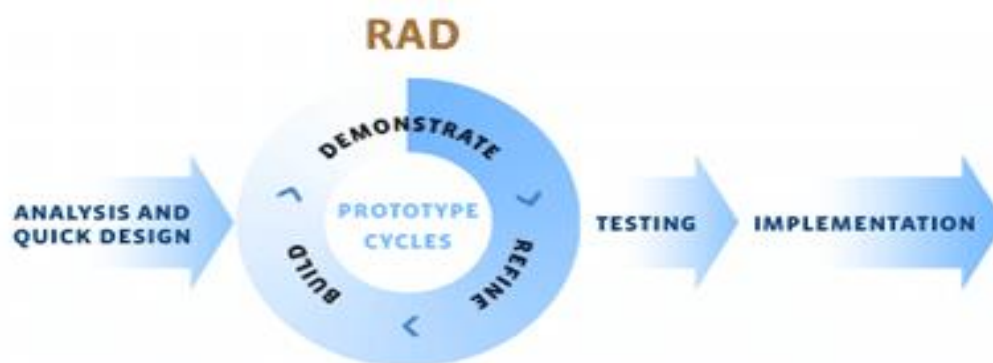 RAD
ANALYSIS AND
QUICK DESIGN
DEMONSTRATE
PROTOTYPE
CYCLES
REFINE
BUILD
TESTING
IMPLEMENTATION